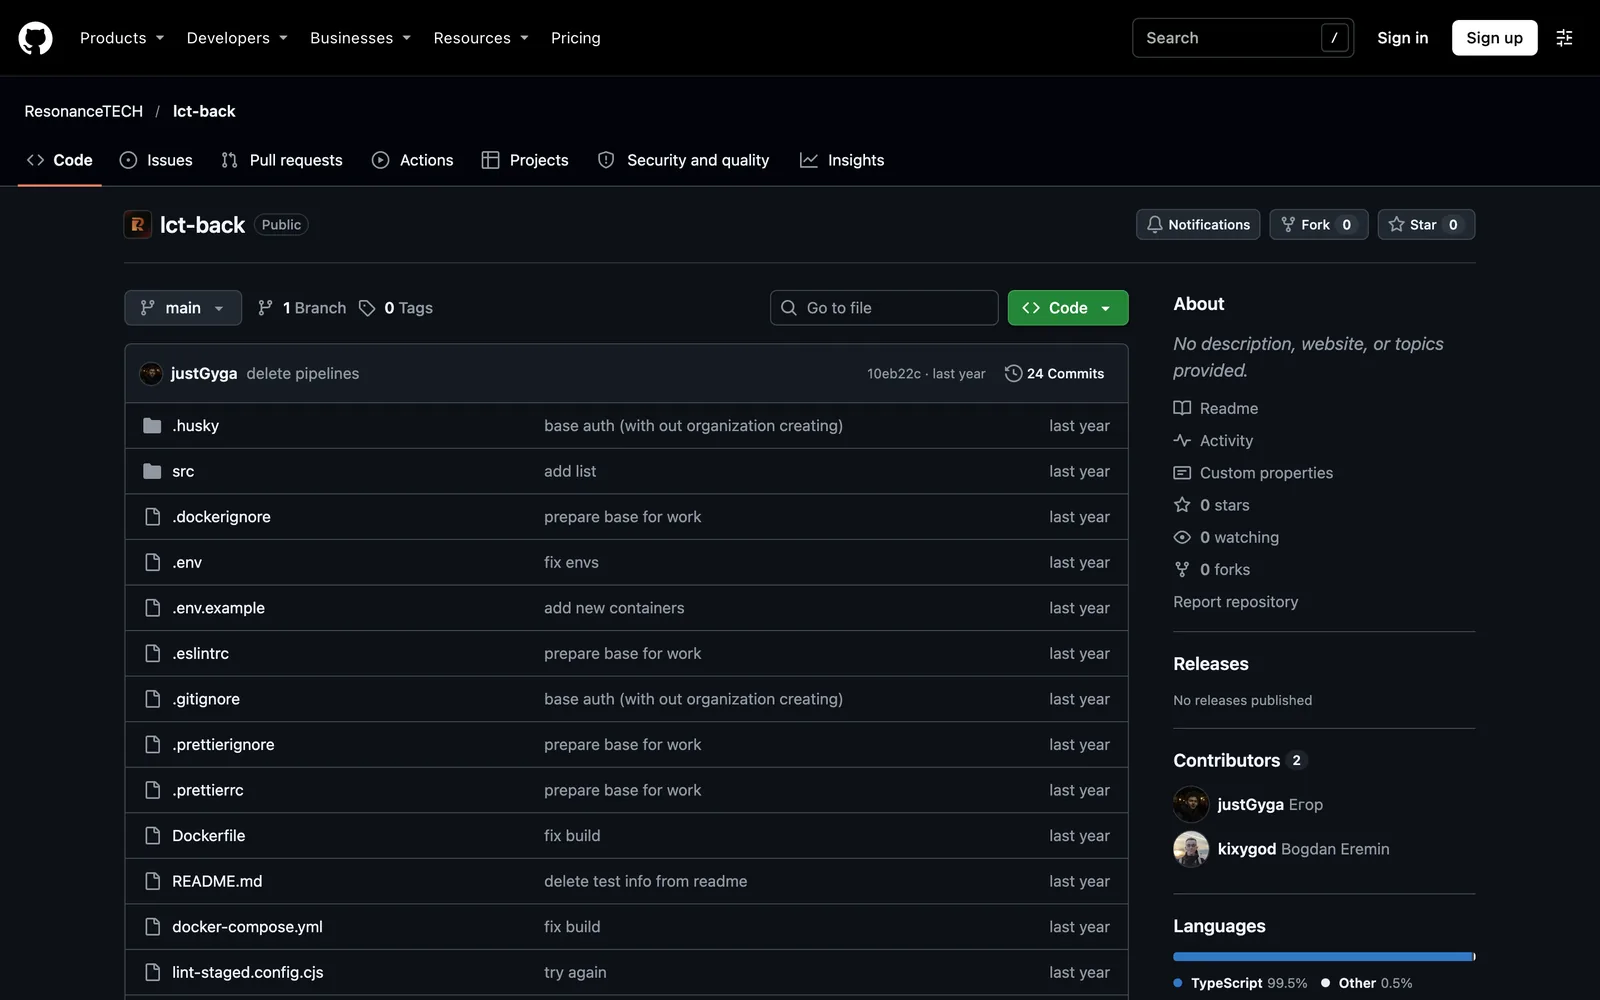 Products Developers Businesses Resources Pricing Search / Sign in Sign up
ResonanceTECH / lct-back
Code Issues Pull requests Actions Projects Security and quality Insights
lct-back Public Notifications Fork 0 Star 0
main 1 Branch 0 Tags Go to file Code
justGyga delete pipelines 10eb22c · last year 24 Commits
.husky base auth (with out organization creating) last year
src add list last year
.dockerignore prepare base for work last year
.env fix envs last year
.env.example add new containers last year
.eslintrc prepare base for work last year
.gitignore base auth (with out organization creating) last year
.prettierignore prepare base for work last year
.prettierrc prepare base for work last year
Dockerfile fix build last year
README.md delete test info from readme last year
docker-compose.yml fix build last year
lint-staged.config.cjs try again last year
About
No description, website, or topics
provided.
Readme
Activity
Custom properties
0 stars
0 watching
0 forks
Report repository
Releases
No releases published
Contributors 2
justGyga Егор
kixygod Bogdan Eremin
Languages
TypeScript 99.5% Other 0.5%